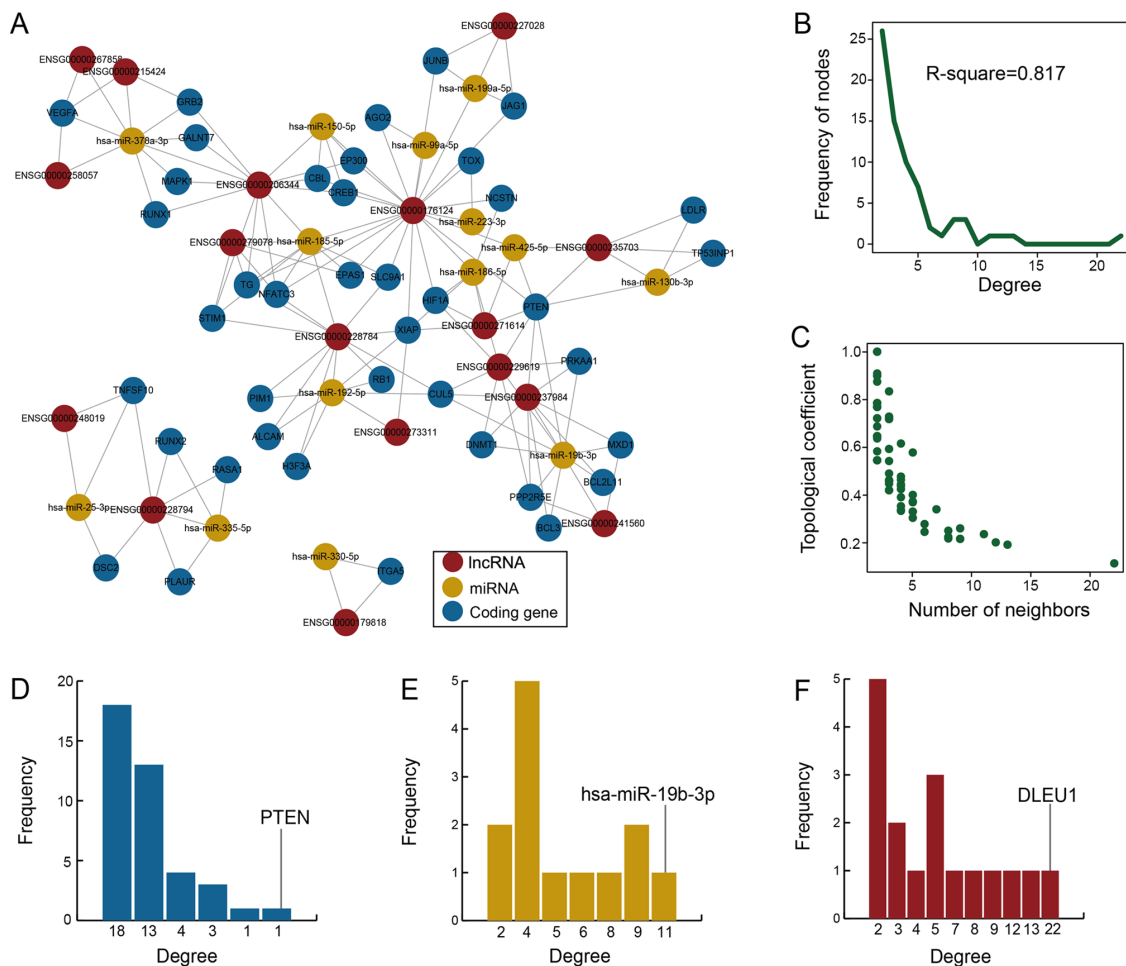 A
ENSG00000227028
ENSG00000267858
ENSG00000215424
JUNB
hsa-miR-199a-5p
VEGFA
GRB2
JAG1
hsa-miR-150-5p
AGO2
hsa-miR-378a-3p
GALNT7
hsa-miR-99a-5p
EP300
TOX
ENSG00000258057
MAPK1
CBL
ENSG00000206344
CREB1
NCSTN
RUNX1
ENSG00000176124
LDLR
hsa-miR-223-3p
ENSG00000279078
hsa-miR-185-5p
hsa-miR-425-5p
ENSG00000235703
TP53INP1
EPAS1
SLC9A1
hsa-miR-186-5p
TG
NFATC3
hsa-miR-130b-3p
HIF1A
PTEN
STIM1
ENSG00000228784
XIAP
ENSG00000271614
PRKAA1
ENSG00000229619
RB1
PIM1
hsa-miR-192-5p
CUL5
ENSG00000237984
TNFSF10
ENSG00000248019
ALCAM
ENSG00000273311
RUNX2
DNMT1
MXD1
hsa-miR-19b-3p
H3F3A
RASA1
BCL2L11
PPP2R5E
hsa-miR-25-3p
ENSG00000228794
hsa-miR-335-5p
BCL3
ENSG00000241560
hsa-miR-330-5p
DSC2
PLAUR
ITGA5
ENSG00000179818
lncRNA
miRNA
Coding gene
B
25
20
15
10
5
0
Frequency of nodes
R-square=0.817
5
10
15
20
Degree
C
1.0
0.8
0.6
0.4
0.2
Topological coefficient
5
10
15
20
Number of neighbors
D
20
15
10
5
0
Frequency
PTEN
18 13 4 3 1 1
Degree
E
5
4
3
2
1
0
Frequency
hsa-miR-19b-3p
2 4 5 6 8 9 11
Degree
F
5
4
3
2
1
0
Frequency
DLEU1
2 3 4 5 7 8 9 12 13 22
Degree